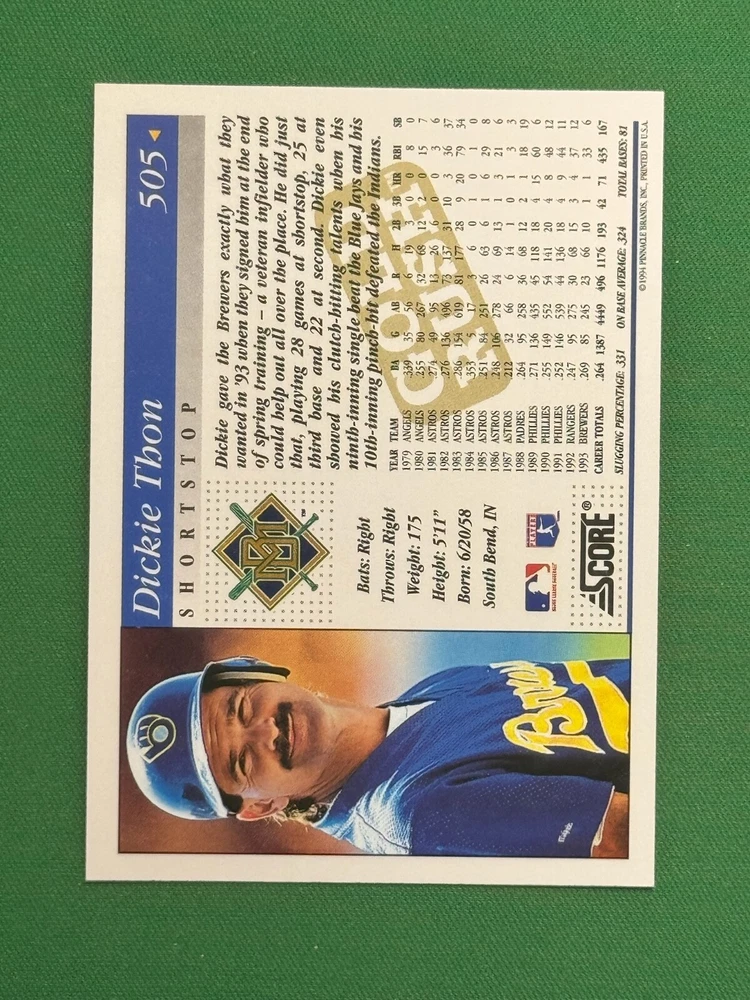 Dickie Thon 505
SHORTSTOP
Dickie gave the Brewers exactly what they
wanted in '93 when they signed him at the end
of spring training – a veteran infielder who
could help out all over the place. He did just
that, playing 28 games at shortstop, 25 at
third base and 22 at second. Dickie even
showed his clutch-hitting talents when his
ninth-inning single beat the Blue Jays and his
10th-inning pinch-hit defeated the Indians.
MB
TM
Bats: Right
Throws: Right
Weight: 175
Height: 5'11"
Born: 6/20/58
South Bend, IN
YEAR TEAM BA G AB R H 2B 3B HR RBI SB
1979 ANGELS .339 35 56 6 19 3 0 0 8 0
1980 ANGELS .255 80 267 32 68 12 2 0 15 7
1981 ASTROS .274 49 95 13 26 6 0 0 3 6
1982 ASTROS .276 136 496 73 137 31 10 3 36 37
1983 ASTROS .286 154 619 81 177 28 9 20 79 34
1984 ASTROS .353 5 17 3 6 0 1 0 1 0
1985 ASTROS .251 84 251 26 63 6 1 6 29 8
1986 ASTROS .248 106 278 24 69 13 1 3 21 6
1987 ASTROS .212 32 66 6 14 1 0 1 3 3
1988 PADRES .264 95 258 36 68 12 2 1 18 19
1989 PHILLIES .271 136 435 45 118 18 4 15 60 6
1990 PHILLIES .255 149 552 54 141 20 4 8 48 12
1991 PHILLIES .252 146 539 44 136 18 4 9 44 11
1992 RANGERS .247 95 275 30 68 15 3 4 37 12
1993 BREWERS .269 85 245 23 66 10 1 1 33 6
CAREER TOTALS .264 1387 4449 496 1176 193 42 71 435 167
SLUGGING PERCENTAGE: .331 ON BASE AVERAGE: .324 TOTAL BASES: 81
PLAYERS
SCORE®
©1994 PINNACLE BRANDS, INC., PRINTED IN U.S.A.